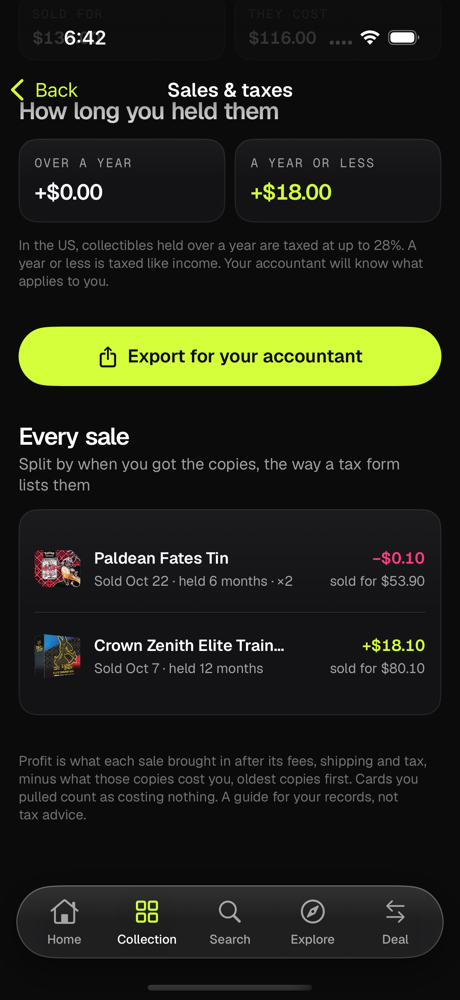 SOLD FOR
THEY COST
$13
6:42
$116.00
Back
Sales & taxes
How long you held them
OVER A YEAR
A YEAR OR LESS
+$0.00
+$18.00
In the US, collectibles held over a year are taxed at up to 28%. A
year or less is taxed like income. Your accountant will know what
applies to you.
Export for your accountant
Every sale
Split by when you got the copies, the way a tax form
lists them
Paldean Fates Tin
−$0.10
Sold Oct 22 · held 6 months · ×2
sold for $53.90
Crown Zenith Elite Train...
+$18.10
Sold Oct 7 · held 12 months
sold for $80.10
Profit is what each sale brought in after its fees, shipping and tax,
minus what those copies cost you, oldest copies first. Cards you
pulled count as costing nothing. A guide for your records, not
tax advice.
Home
Collection
Search
Explore
Deal